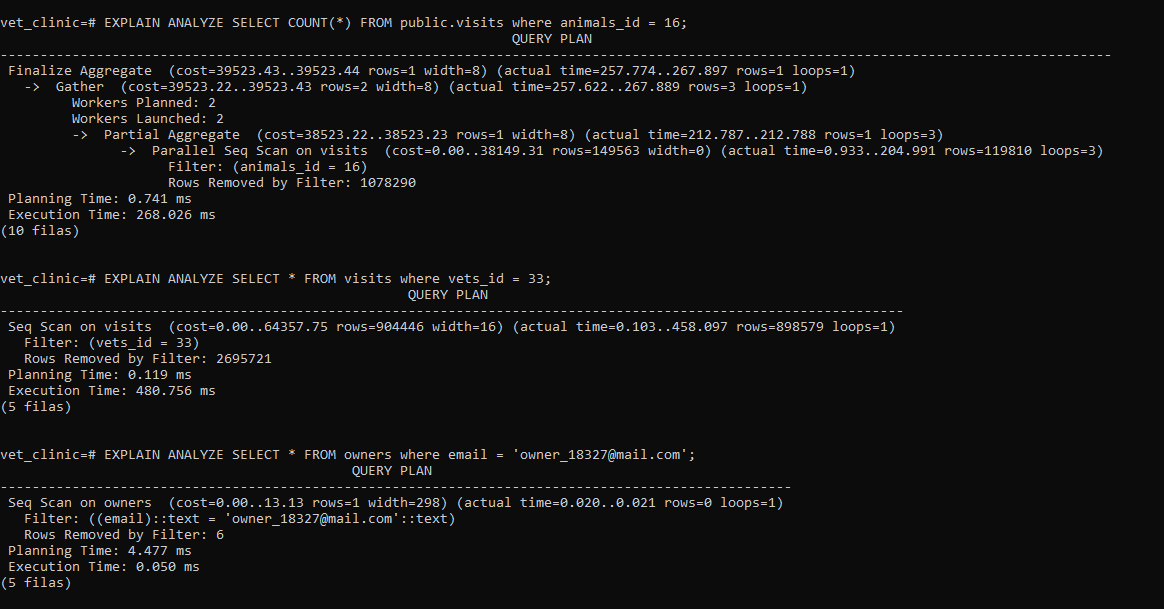 vet_clinic=# EXPLAIN ANALYZE SELECT COUNT(*) FROM public.visits where animals_id = 16;
QUERY PLAN
-------------------------------------------------------------------------------------------------------------------------------------------
Finalize Aggregate  (cost=39523.43..39523.44 rows=1 width=8) (actual time=257.774..267.897 rows=1 loops=1)
  ->  Gather  (cost=39523.22..39523.43 rows=2 width=8) (actual time=257.622..267.889 rows=3 loops=1)
        Workers Planned: 2
        Workers Launched: 2
        ->  Partial Aggregate  (cost=38523.22..38523.23 rows=1 width=8) (actual time=212.787..212.788 rows=1 loops=3)
              ->  Parallel Seq Scan on visits  (cost=0.00..38149.31 rows=149563 width=0) (actual time=0.933..204.991 rows=119810 loops=3)
                    Filter: (animals_id = 16)
                    Rows Removed by Filter: 1078290
Planning Time: 0.741 ms
Execution Time: 268.026 ms
(10 filas)
vet_clinic=# EXPLAIN ANALYZE SELECT * FROM visits where vets_id = 33;
QUERY PLAN
-----------------------------------------------------------------------------------------------------------------
Seq Scan on visits  (cost=0.00..64357.75 rows=904446 width=16) (actual time=0.103..458.097 rows=898579 loops=1)
  Filter: (vets_id = 33)
  Rows Removed by Filter: 2695721
Planning Time: 0.119 ms
Execution Time: 480.756 ms
(5 filas)
vet_clinic=# EXPLAIN ANALYZE SELECT * FROM owners where email = 'owner_18327@mail.com';
QUERY PLAN
---------------------------------------------------------------------------------------------------
Seq Scan on owners  (cost=0.00..13.13 rows=1 width=298) (actual time=0.020..0.021 rows=0 loops=1)
  Filter: ((email)::text = 'owner_18327@mail.com'::text)
  Rows Removed by Filter: 6
Planning Time: 4.477 ms
Execution Time: 0.050 ms
(5 filas)